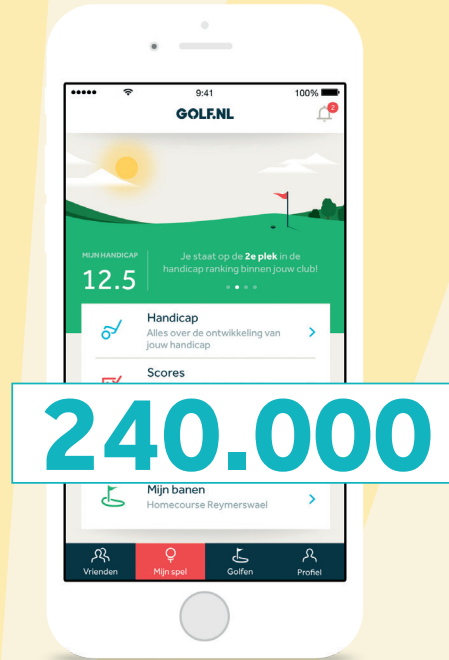 9:41
100%
GOLF.NL
2
MIJN HANDICAP
12.5
Je staat op de 2e plek in de
handicap ranking binnen jouw club!
Handicap
Alles over de ontwikkeling van
jouw handicap
Scores
240.000
Mijn banen
Homecourse Reymerswael
Vrienden
Mijn spel
Golfen
Profiel